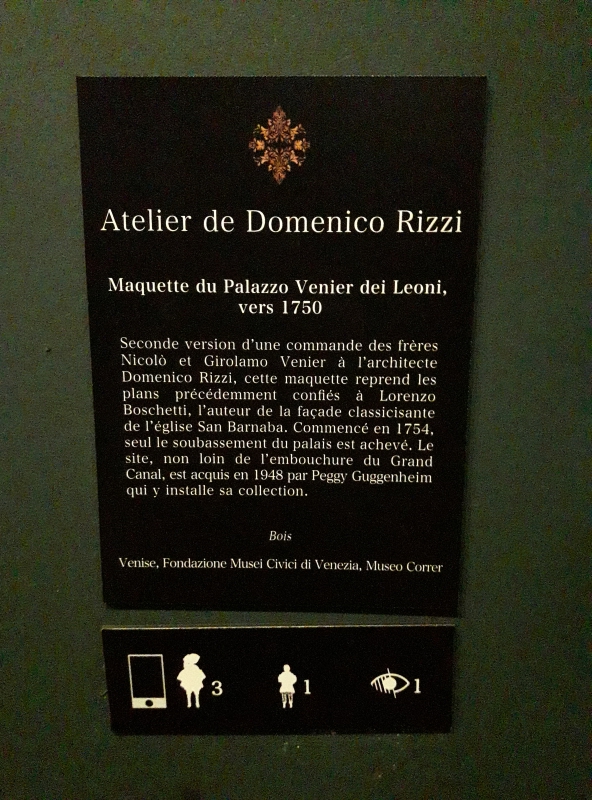 Atelier de Domenico Rizzi
Maquette du Palazzo Venier dei Leoni,
vers 1750
Seconde version d'une commande des frères
Nicolò et Girolamo Venier à l'architecte
Domenico Rizzi, cette maquette reprend les
plans précédemment confiés à Lorenzo
Boschetti, l'auteur de la façade classicisante
de l'église San Barnaba. Commencé en 1754,
seul le soubassement du palais est achevé. Le
site, non loin de l'embouchure du Grand
Canal, est acquis en 1948 par Peggy Guggenheim
qui y installe sa collection.
Bois
Venise, Fondazione Musei Civici di Venezia, Museo Correr
3 1 1